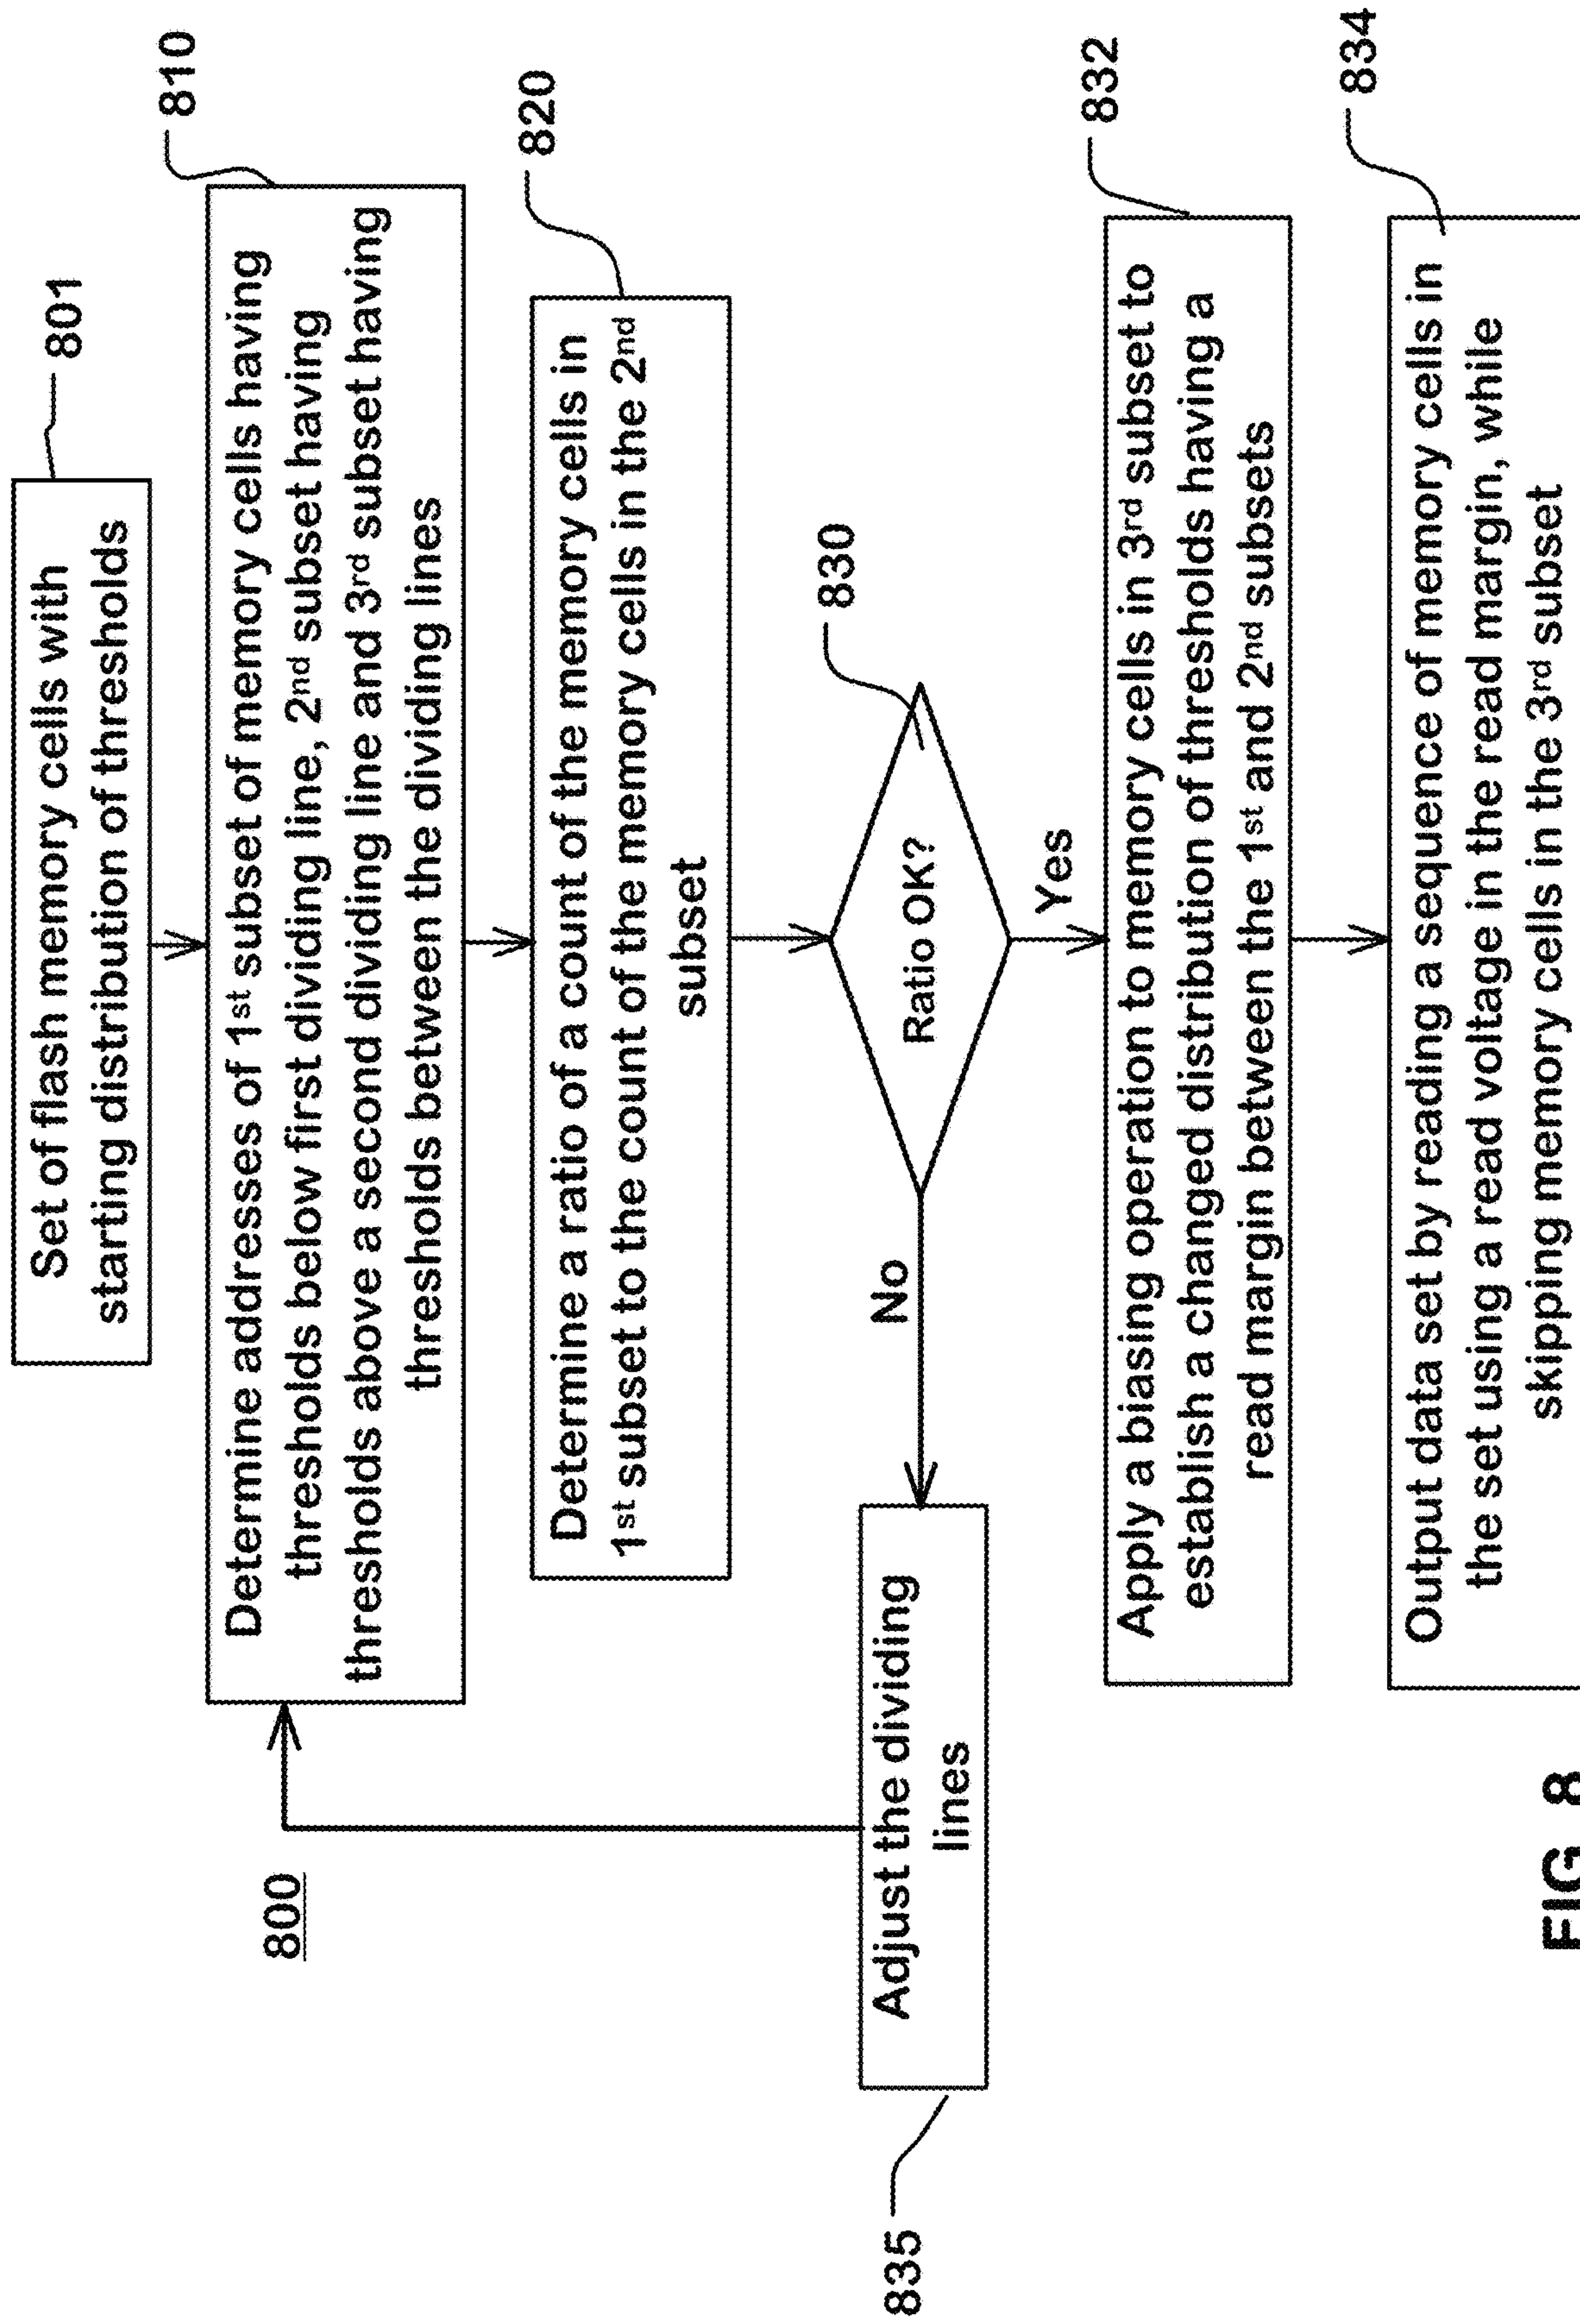 Set of flash memory cells with
starting distribution of thresholds
801
Determine addresses of 1st subset of memory cells having
thresholds below first dividing line, 2nd subset having
thresholds above a second dividing line and 3rd subset having
thresholds between the dividing lines
810
Determine a ratio of a count of the memory cells in
1st subset to the count of the memory cells in the 2nd
subset
820
Ratio OK?
830
No
Yes
Adjust the dividing
lines
835
800
Apply a biasing operation to memory cells in 3rd subset to
establish a changed distribution of thresholds having a
read margin between the 1st and 2nd subsets
832
Output data set by reading a sequence of memory cells in
the set using a read voltage in the read margin, while
skipping memory cells in the 3rd subset
834
FIG. 8